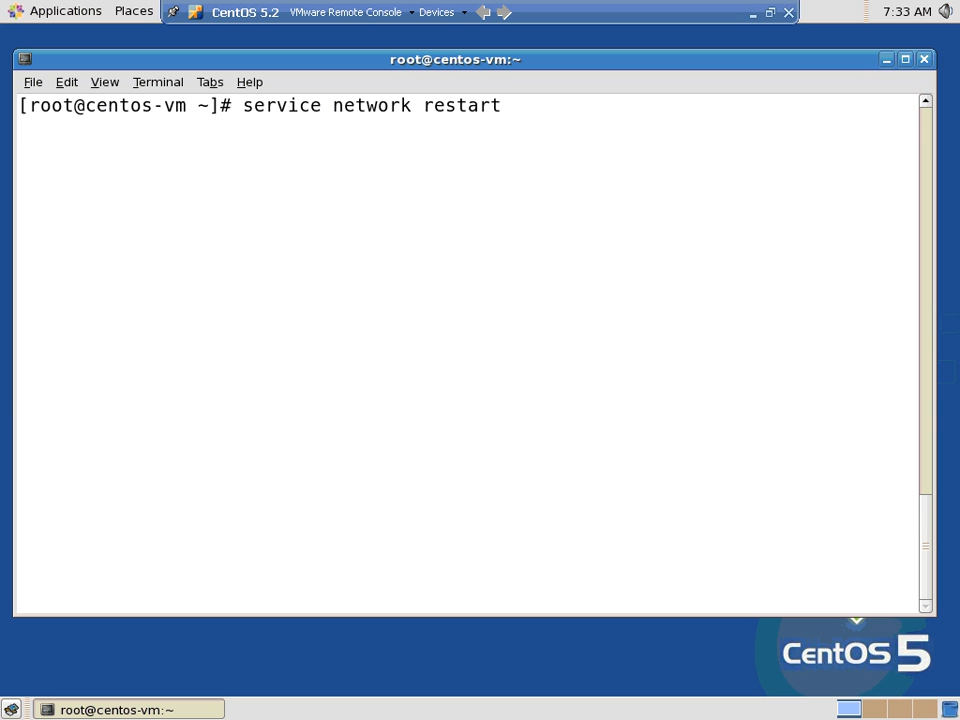 Applications Places CentOS 5.2 VMware Remote Console Devices 7:33 AM
root@centos-vm:~
File Edit View Terminal Tabs Help
[root@centos-vm ~]# service network restart
CentOS 5
root@centos-vm:~